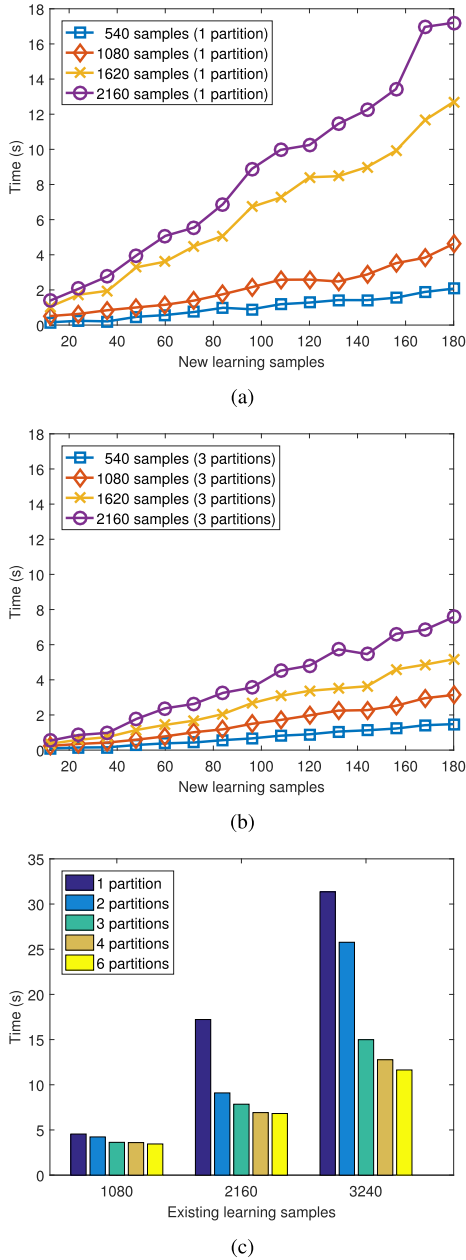 18
16
14
12
10
8
6
4
2
0
Time (s)
540 samples (1 partition)
1080 samples (1 partition)
1620 samples (1 partition)
2160 samples (1 partition)
20 40 60 80 100 120 140 160 180
New learning samples
(a)
18
16
14
12
10
8
6
4
2
0
Time (s)
540 samples (3 partitions)
1080 samples (3 partitions)
1620 samples (3 partitions)
2160 samples (3 partitions)
20 40 60 80 100 120 140 160 180
New learning samples
(b)
35
30
25
20
15
10
5
0
Time (s)
1 partition
2 partitions
3 partitions
4 partitions
6 partitions
1080 2160 3240
Existing learning samples
(c)